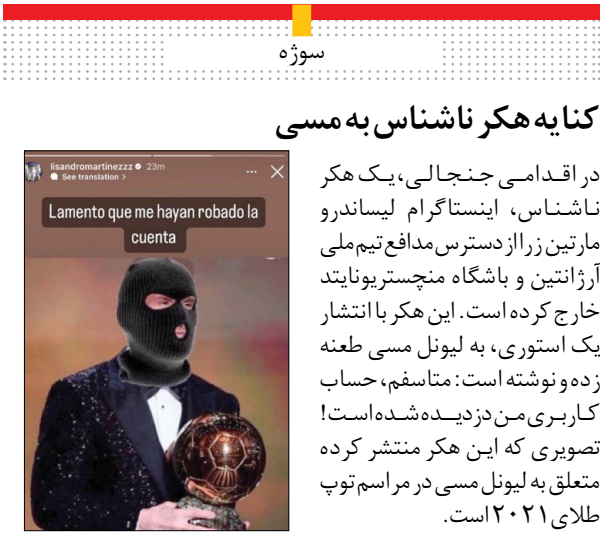 سوژه
کنایه هکر ناشناس به مسی
در اقدامی جنجالی، یک هکر
ناشناس، اینستاگرام لیساندرو
مارتین زرا از دسترس مدافع تیم ملی
آرژانتین و باشگاه منچستریونایتد
خارج کرده است. این هکر با انتشار
یک استوری، به لیونل مسی طعنه
زده و نوشته است: متاسفم، حساب
کاربری من دزدیده شده است!
تصویری که این هکر منتشر کرده
متعلق به لیونل مسی در مراسم توپ
طلای ۲۰۲۱ است.
lisandromartinezzz 23m
See translation >
Lamento que me hayan robado la
cuenta